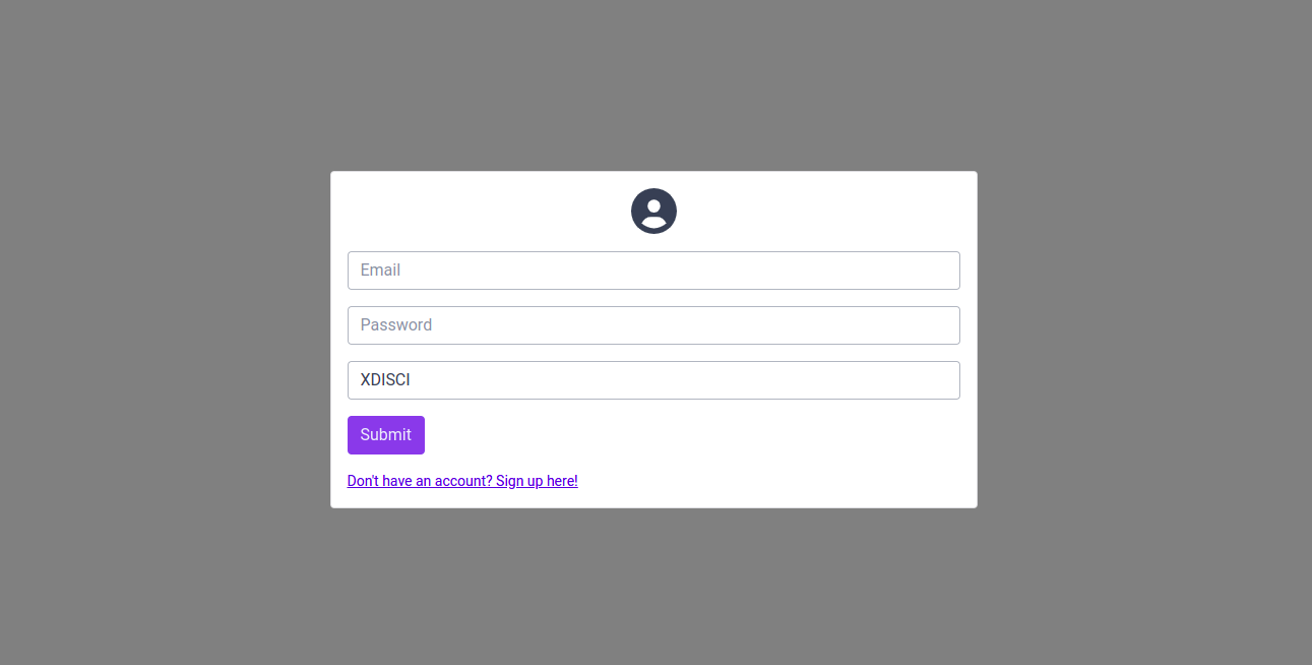 Email
Password
XDISCI
Submit
Don't have an account? Sign up here!